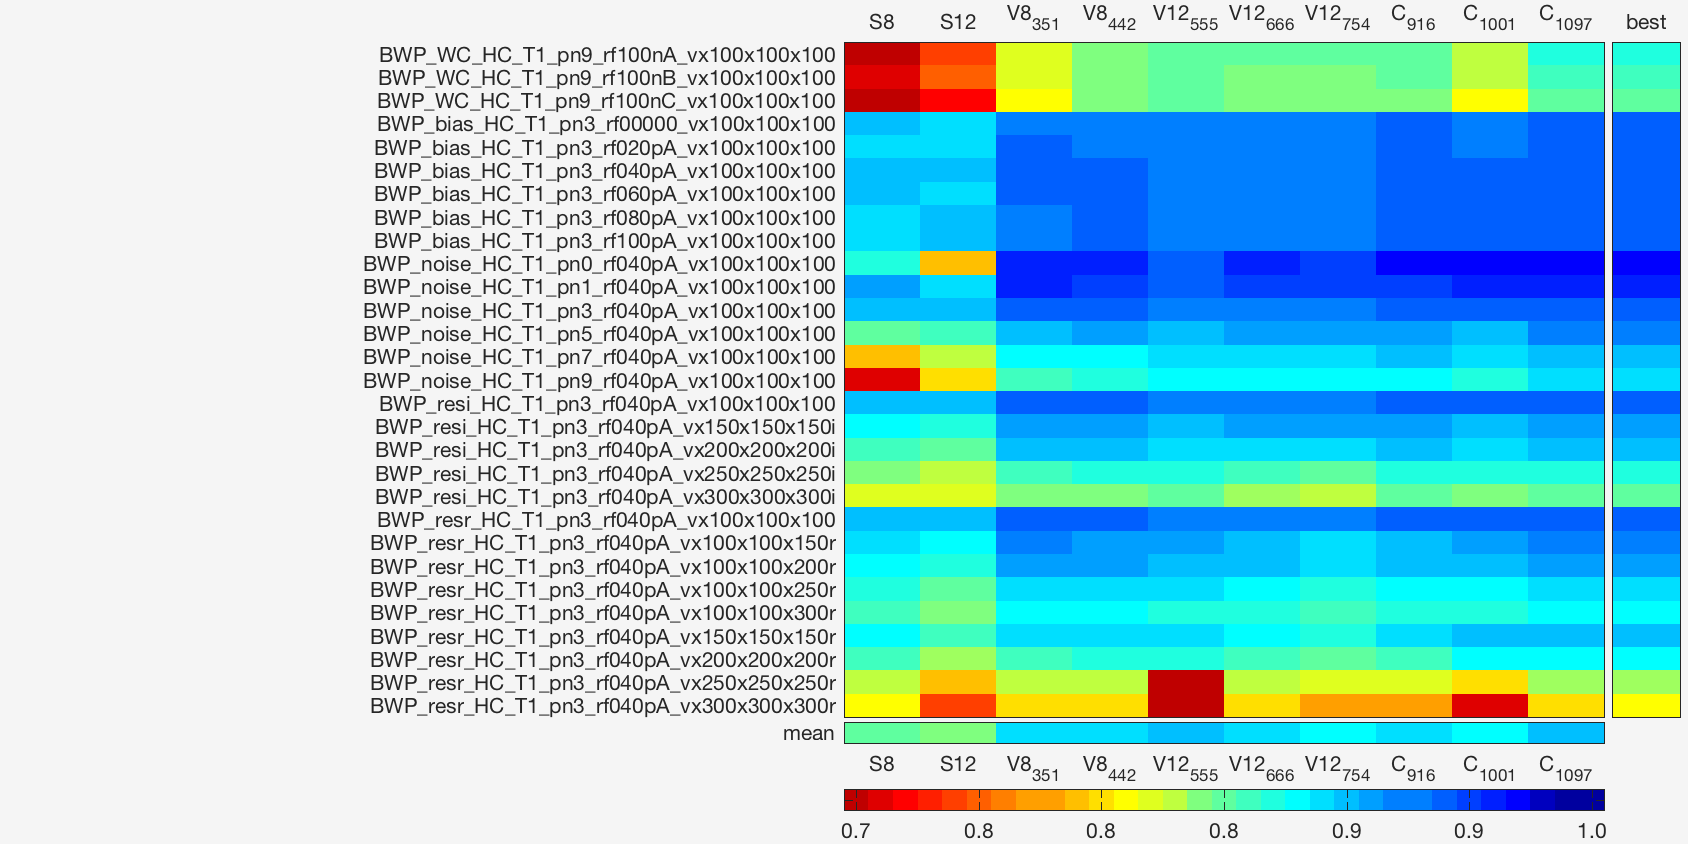 S8 S12 V8351 V8442 V12555 V12666 V12754 C916 C1001 C1097 best
BWP_WC_HC_T1_pn9_rf100nA_vx100x100x100
BWP_WC_HC_T1_pn9_rf100nB_vx100x100x100
BWP_WC_HC_T1_pn9_rf100nC_vx100x100x100
BWP_bias_HC_T1_pn3_rf00000_vx100x100x100
BWP_bias_HC_T1_pn3_rf020pA_vx100x100x100
BWP_bias_HC_T1_pn3_rf040pA_vx100x100x100
BWP_bias_HC_T1_pn3_rf060pA_vx100x100x100
BWP_bias_HC_T1_pn3_rf080pA_vx100x100x100
BWP_bias_HC_T1_pn3_rf100pA_vx100x100x100
BWP_noise_HC_T1_pn0_rf040pA_vx100x100x100
BWP_noise_HC_T1_pn1_rf040pA_vx100x100x100
BWP_noise_HC_T1_pn3_rf040pA_vx100x100x100
BWP_noise_HC_T1_pn5_rf040pA_vx100x100x100
BWP_noise_HC_T1_pn7_rf040pA_vx100x100x100
BWP_noise_HC_T1_pn9_rf040pA_vx100x100x100
BWP_resi_HC_T1_pn3_rf040pA_vx100x100x100
BWP_resi_HC_T1_pn3_rf040pA_vx150x150x150i
BWP_resi_HC_T1_pn3_rf040pA_vx200x200x200i
BWP_resi_HC_T1_pn3_rf040pA_vx250x250x250i
BWP_resi_HC_T1_pn3_rf040pA_vx300x300x300i
BWP_resr_HC_T1_pn3_rf040pA_vx100x100x100
BWP_resr_HC_T1_pn3_rf040pA_vx100x100x150r
BWP_resr_HC_T1_pn3_rf040pA_vx100x100x200r
BWP_resr_HC_T1_pn3_rf040pA_vx100x100x250r
BWP_resr_HC_T1_pn3_rf040pA_vx100x100x300r
BWP_resr_HC_T1_pn3_rf040pA_vx150x150x150r
BWP_resr_HC_T1_pn3_rf040pA_vx200x200x200r
BWP_resr_HC_T1_pn3_rf040pA_vx250x250x250r
BWP_resr_HC_T1_pn3_rf040pA_vx300x300x300r
mean
S8 S12 V8351 V8442 V12555 V12666 V12754 C916 C1001 C1097
0.7 0.8 0.8 0.8 0.9 0.9 1.0